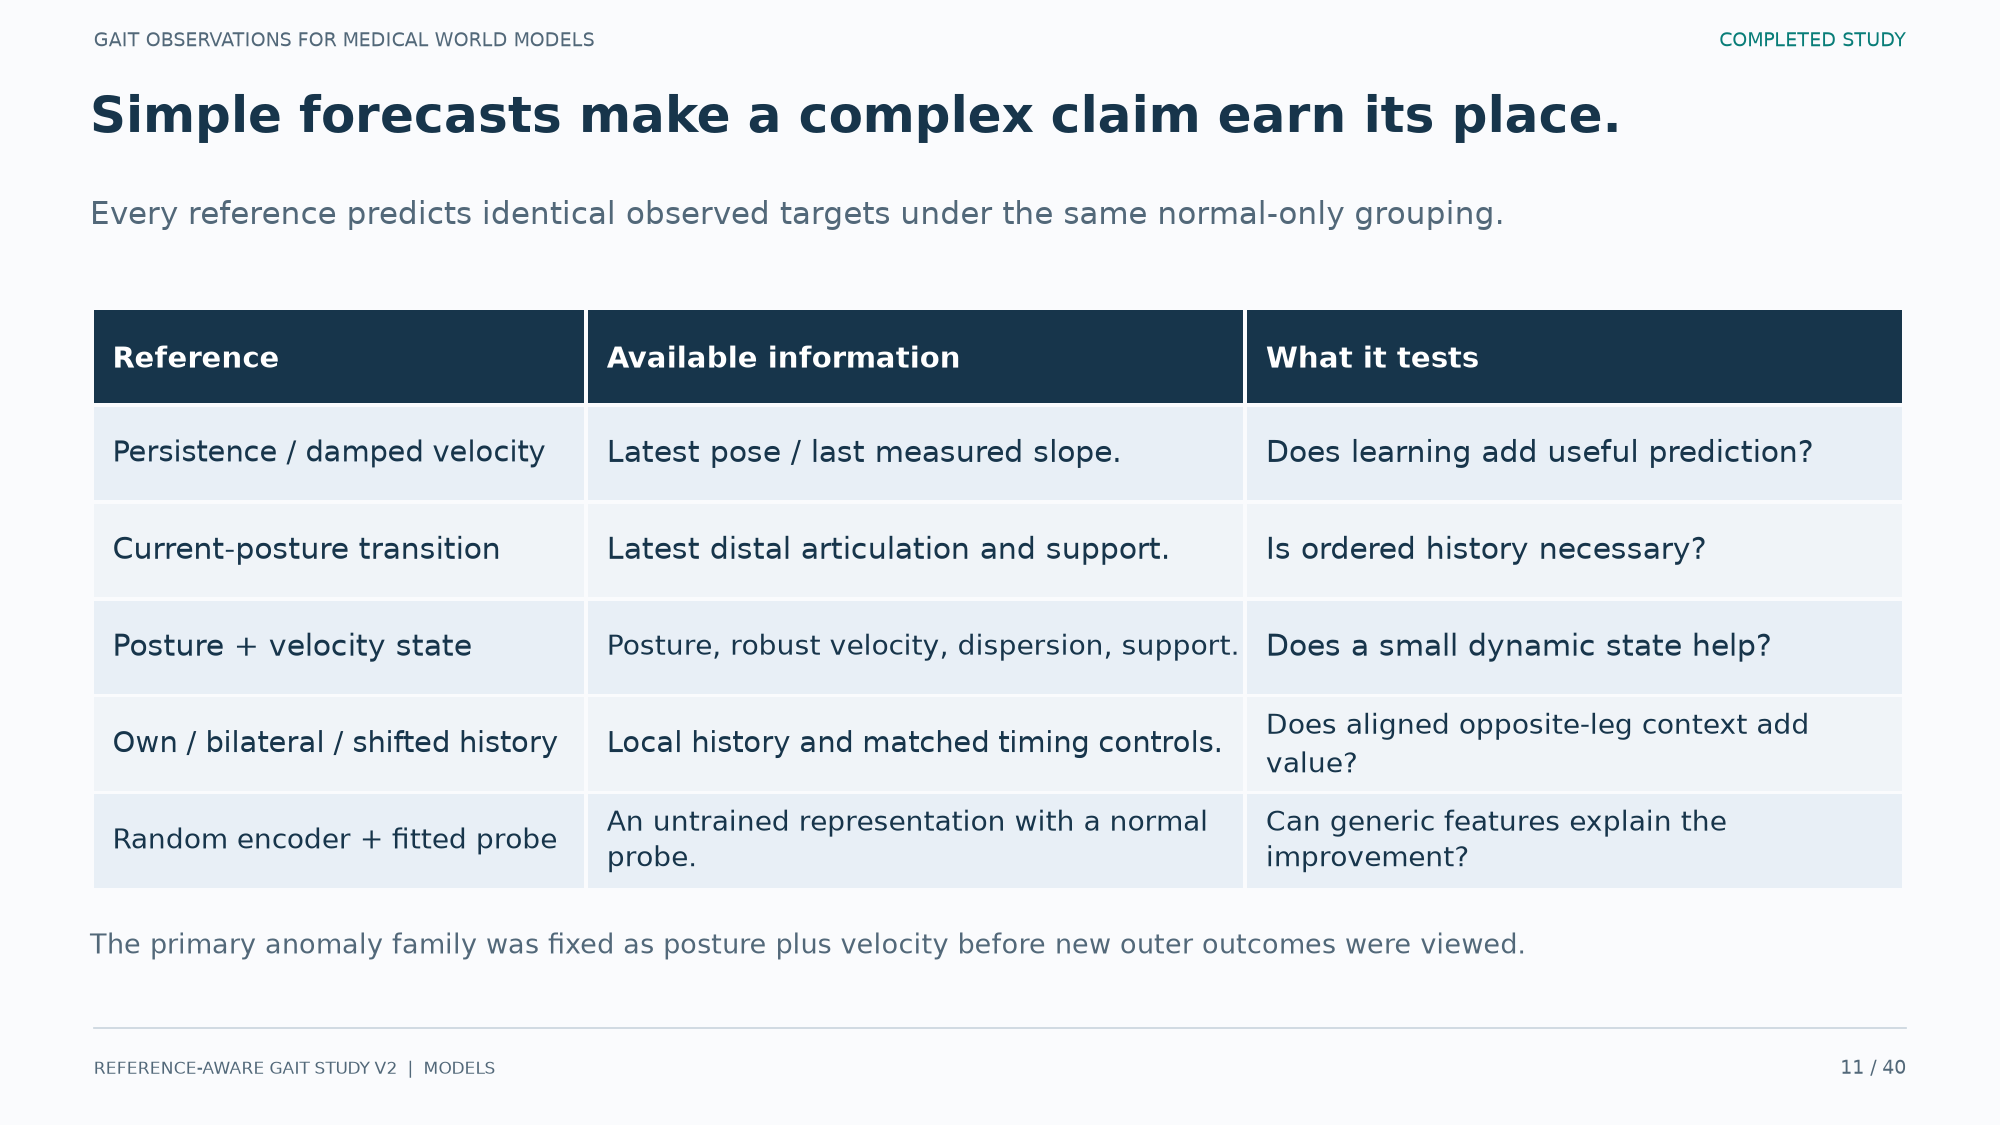 GAIT OBSERVATIONS FOR MEDICAL WORLD MODELS
COMPLETED STUDY
Simple forecasts make a complex claim earn its place.
Every reference predicts identical observed targets under the same normal-only grouping.
Reference
Available information
What it tests
Persistence / damped velocity
Latest pose / last measured slope.
Does learning add useful prediction?
Current-posture transition
Latest distal articulation and support.
Is ordered history necessary?
Posture + velocity state
Posture, robust velocity, dispersion, support.
Does a small dynamic state help?
Own / bilateral / shifted history
Local history and matched timing controls.
Does aligned opposite-leg context add
value?
Random encoder + fitted probe
An untrained representation with a normal
probe.
Can generic features explain the
improvement?
The primary anomaly family was fixed as posture plus velocity before new outer outcomes were viewed.
REFERENCE-AWARE GAIT STUDY V2 | MODELS
11 / 40